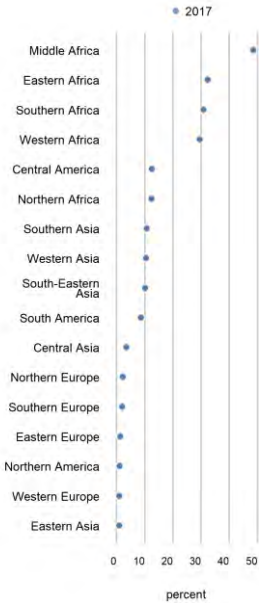 2017
Middle Africa
Eastern Africa
Southern Africa
Western Africa
Central America
Northern Africa
Southern Asia
Western Asia
South-Eastern
Asia
South America
Central Asia
Northern Europe
Southern Europe
Eastern Europe
Northern America
Western Europe
Eastern Asia
0 10 20 30 40 50
percent